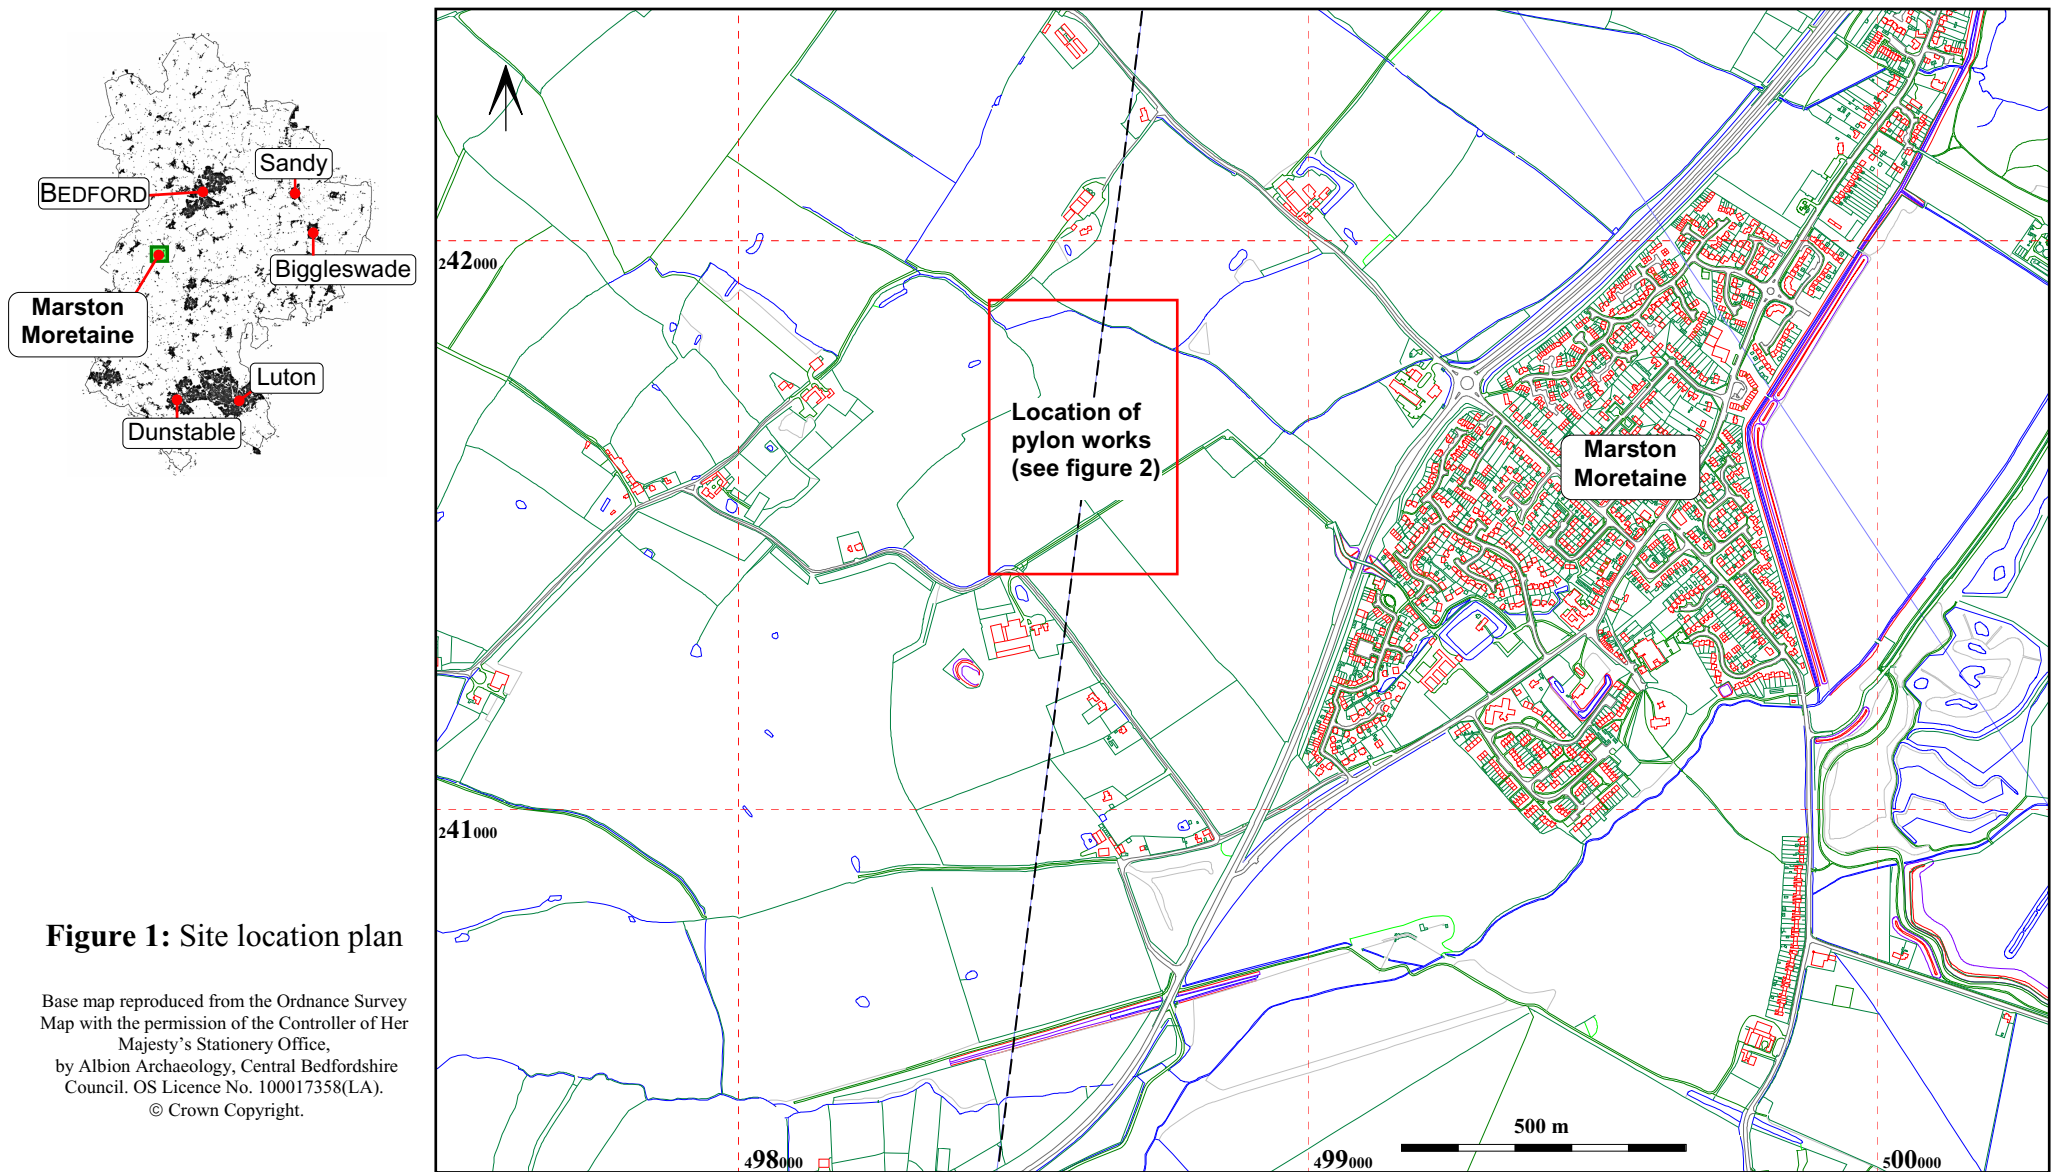 Sandy
BEDFORD
Biggleswade
Marston
Moretaine
Luton
Dunstable
Figure 1: Site location plan
Base map reproduced from the Ordnance Survey
Map with the permission of the Controller of Her
Majesty's Stationery Office,
by Albion Archaeology, Central Bedfordshire
Council. OS Licence No. 100017358(LA).
© Crown Copyright.
242000
Location of
pylon works
(see figure 2)
Marston
Moretaine
241000
500 m
498000
499000
500000